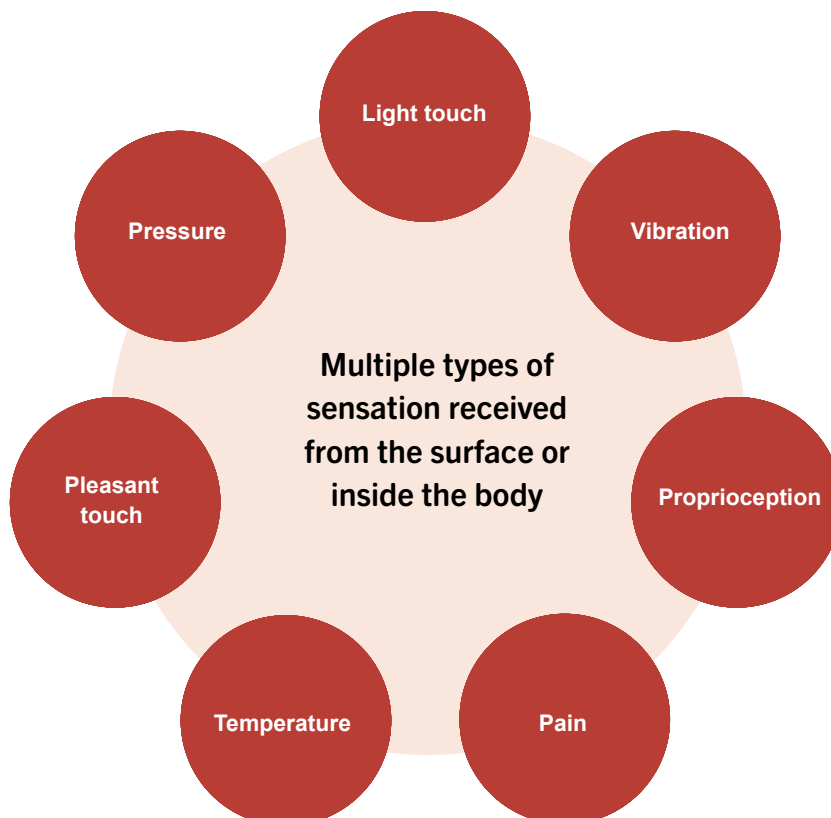 Light touch
Pressure
Vibration
Multiple types of
sensation received
from the surface or
inside the body
Pleasant
touch
Proprioception
Temperature
Pain